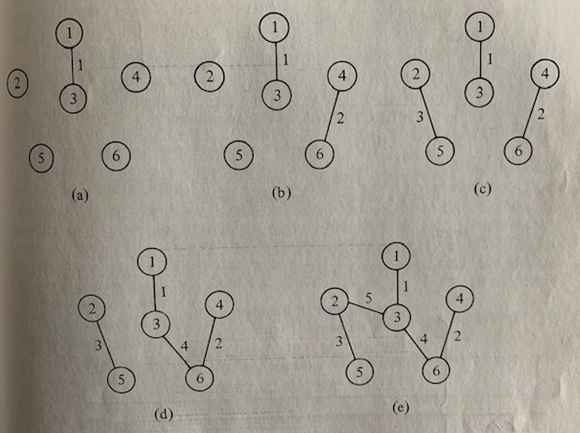 1 1 1
1 1 1
2 4 2 4 2 4
3 3 3
2 3 2
5 6 5 6 5 6
(a) (b) (c)
1 1
1 1
2 3 4 2 5 3 4
3 4 2 3 4 2
5 6 5 6
(d) (e)